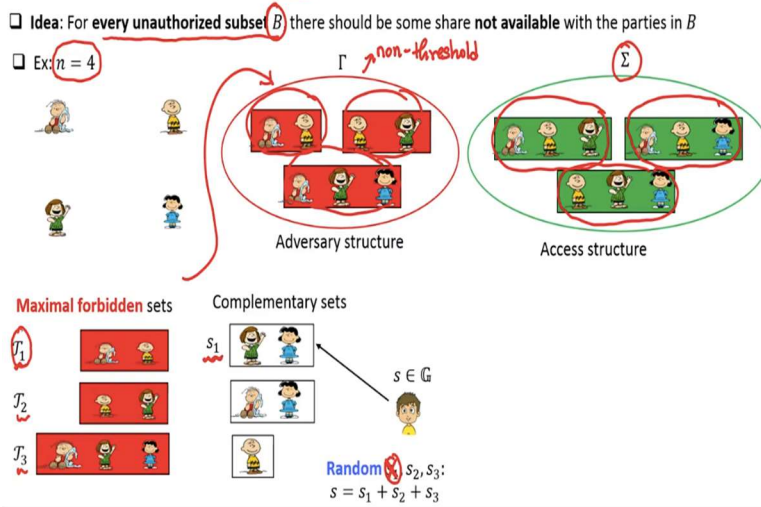 ❑ Idea: For every unauthorized subset B, there should be some share not available with the parties in B
❑ Ex: n = 4
Γ
non-threshold
Σ
Adversary structure
Access structure
Maximal forbidden sets
Complementary sets
𝒯1
s1
𝒯2
𝒯3
s ∈ 𝔾
Random s1, s2, s3:
s = s1 + s2 + s3